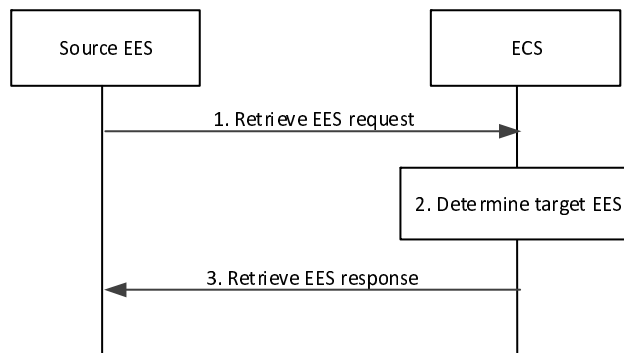 Source EES
ECS
1. Retrieve EES request
2. Determine target EES
3. Retrieve EES response